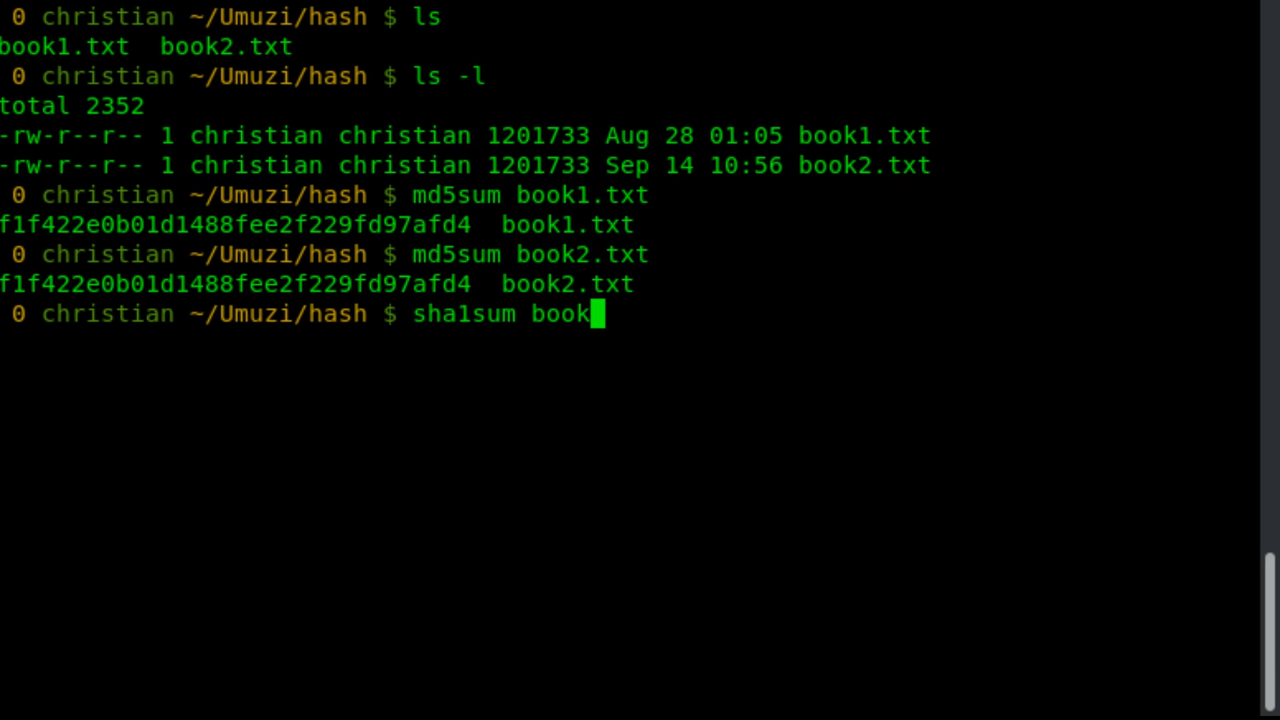 0 christian ~/Umuzi/hash $ ls
book1.txt  book2.txt
0 christian ~/Umuzi/hash $ ls -l
total 2352
-rw-r--r-- 1 christian christian 1201733 Aug 28 01:05 book1.txt
-rw-r--r-- 1 christian christian 1201733 Sep 14 10:56 book2.txt
0 christian ~/Umuzi/hash $ md5sum book1.txt
f1f422e0b01d1488fee2f229fd97afd4  book1.txt
0 christian ~/Umuzi/hash $ md5sum book2.txt
f1f422e0b01d1488fee2f229fd97afd4  book2.txt
0 christian ~/Umuzi/hash $ sha1sum book